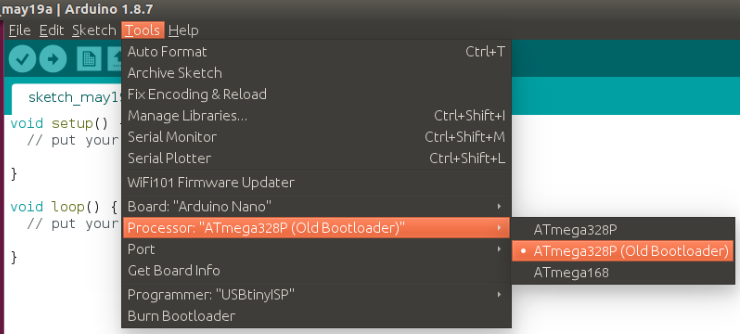 may19a | Arduino 1.8.7
File Edit Sketch Tools Help
Auto Format Ctrl+T
Archive Sketch
Fix Encoding & Reload
Manage Libraries... Ctrl+Shift+I
Serial Monitor Ctrl+Shift+M
Serial Plotter Ctrl+Shift+L
WiFi101 Firmware Updater
Board: "Arduino Nano"
Processor: "ATmega328P (Old Bootloader)"
Port
Get Board Info
Programmer: "USBtinyISP"
Burn Bootloader
ATmega328P
ATmega328P (Old Bootloader)
ATmega168
sketch_may1
void setup() {
// put your
}
void loop() {
// put your
}